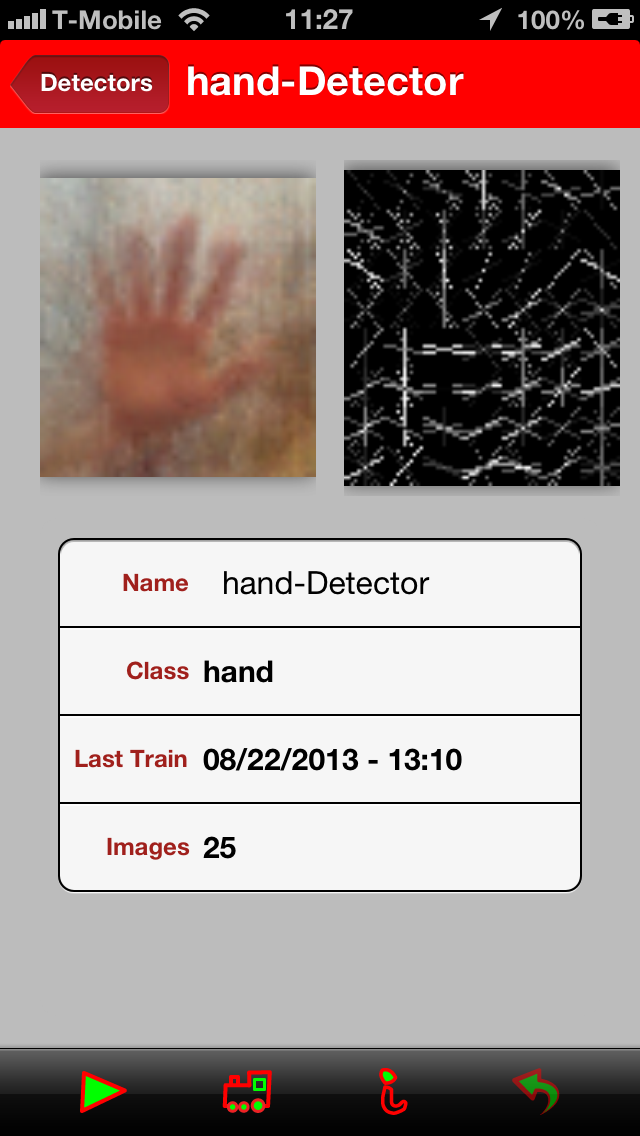 T-Mobile 11:27 100%
Detectors hand-Detector
Name hand-Detector
Class hand
Last Train 08/22/2013 - 13:10
Images 25